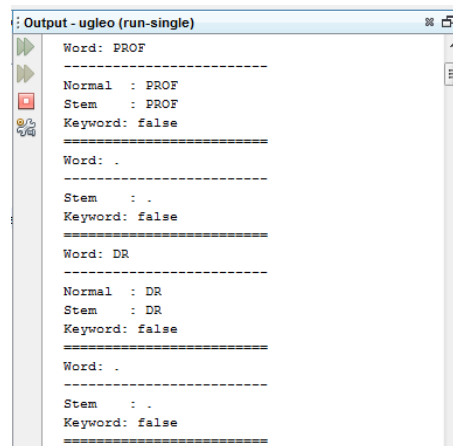 Output - ugleo (run-single)
Word: PROF
-------------------------
Normal  : PROF
Stem    : PROF
Keyword: false
=========================
Word: .
-------------------------
Stem    : .
Keyword: false
=========================
Word: DR
-------------------------
Normal  : DR
Stem    : DR
Keyword: false
=========================
Word: .
-------------------------
Stem    : .
Keyword: false
=========================